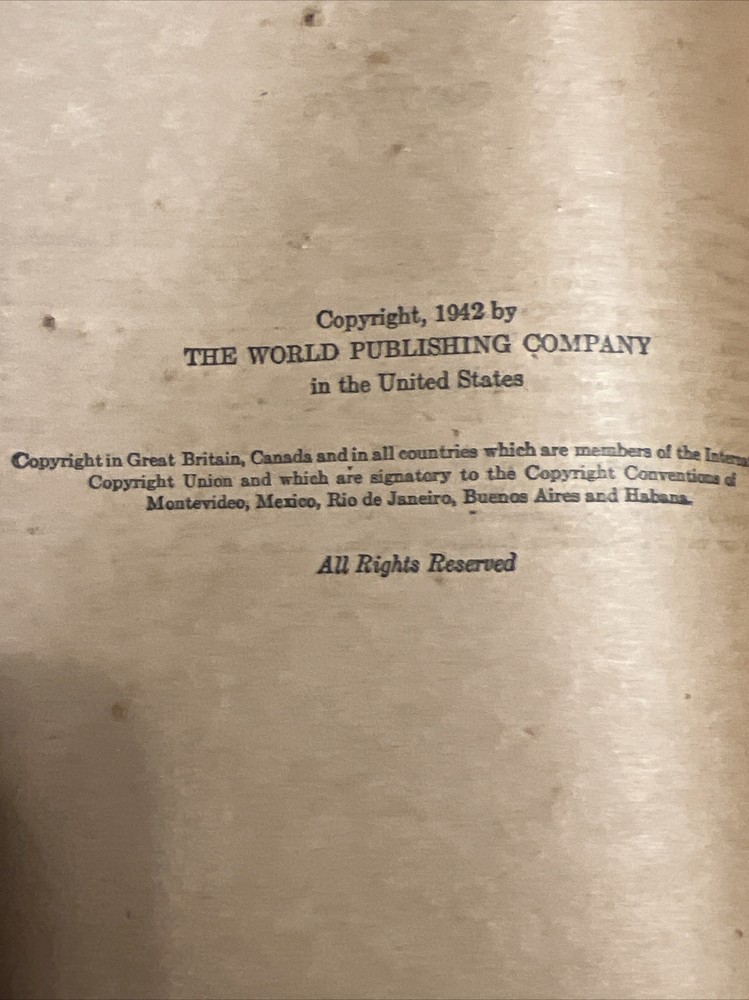 Copyright, 1942 by
THE WORLD PUBLISHING COMPANY
in the United States
Copyright in Great Britain, Canada and in all countries which are members of the
Copyright Union and which are signatory to the Copyright Conventions of
Montevideo, Mexico, Rio de Janeiro, Buenos Aires and Habana.
All Rights Reserved